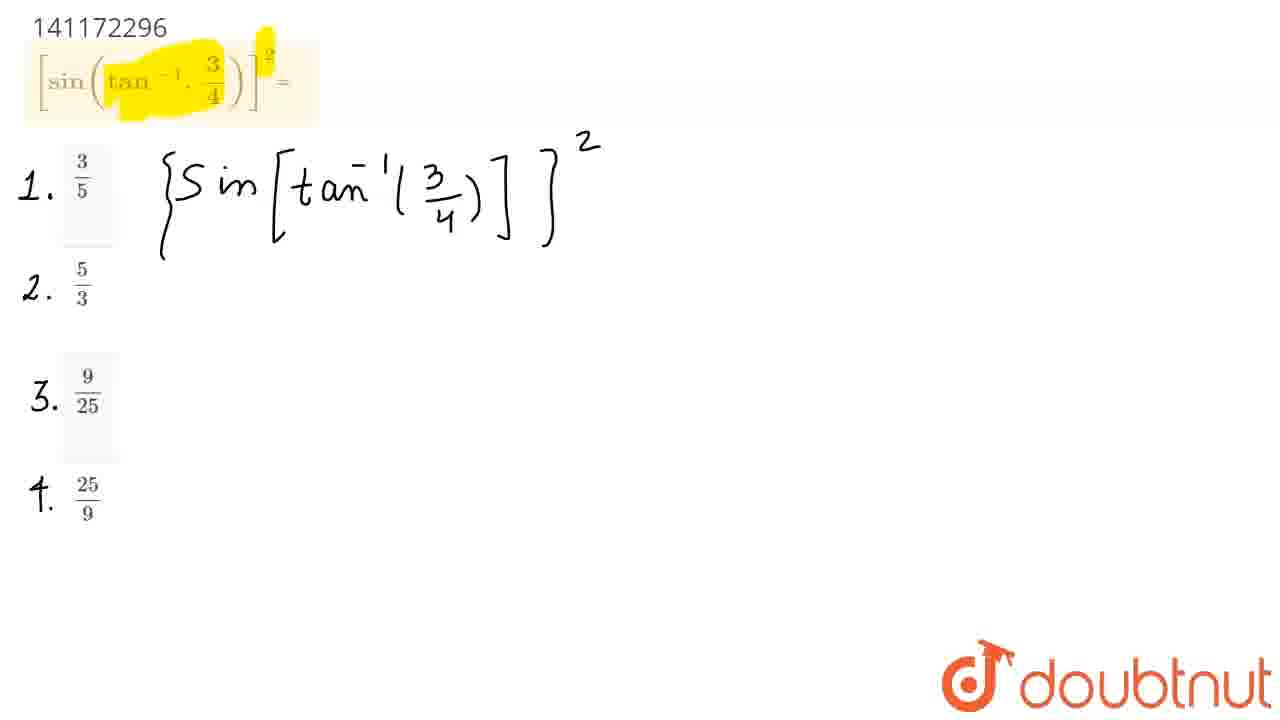 141172296
[sin(tan⁻¹. 3/4)]² =
{Sin[tan⁻¹(3/4)]}²
1. 3/5
2. 5/3
3. 9/25
4. 25/9
doubtnut